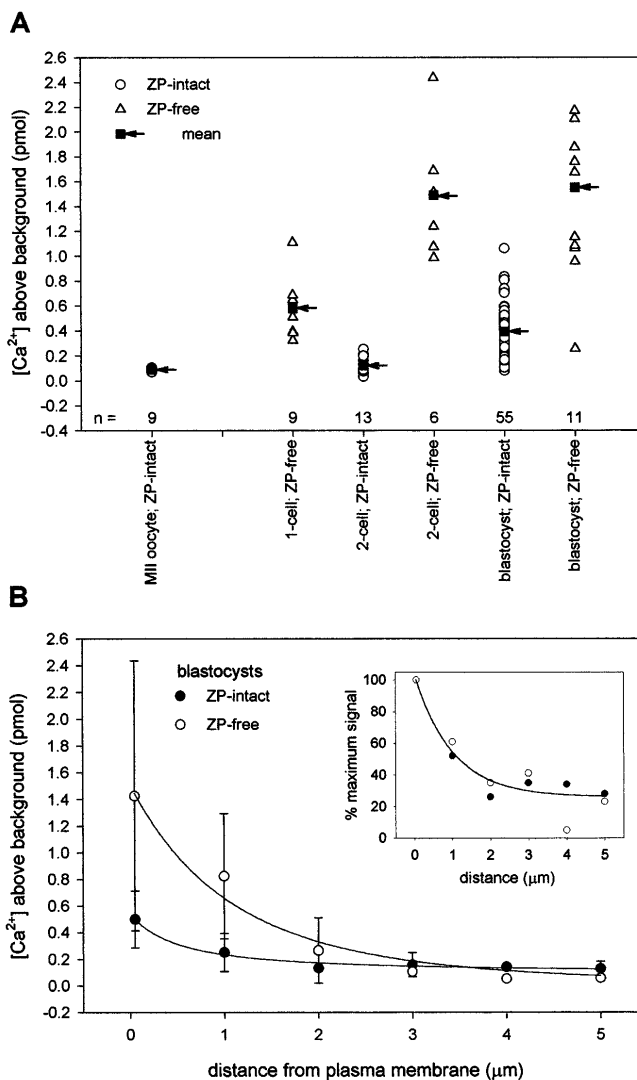 A
[Ca2+] above background (pmol)
2.6
2.4
2.2
2.0
1.8
1.6
1.4
1.2
1.0
0.8
0.6
0.4
0.2
0.0
-0.2
-0.4
ZP-intact
ZP-free
mean
n = 9 9 13 6 55 11
MII oocyte; ZP-intact
1-cell; ZP-free
2-cell; ZP-intact
2-cell; ZP-free
blastocyst; ZP-intact
blastocyst; ZP-free
B
[Ca2+] above background (pmol)
2.6
2.4
2.2
2.0
1.8
1.6
1.4
1.2
1.0
0.8
0.6
0.4
0.2
0.0
-0.2
blastocysts
ZP-intact
ZP-free
% maximum signal
100
80
60
40
20
0
0 1 2 3 4 5
distance (μm)
0 1 2 3 4 5
distance from plasma membrane (μm)